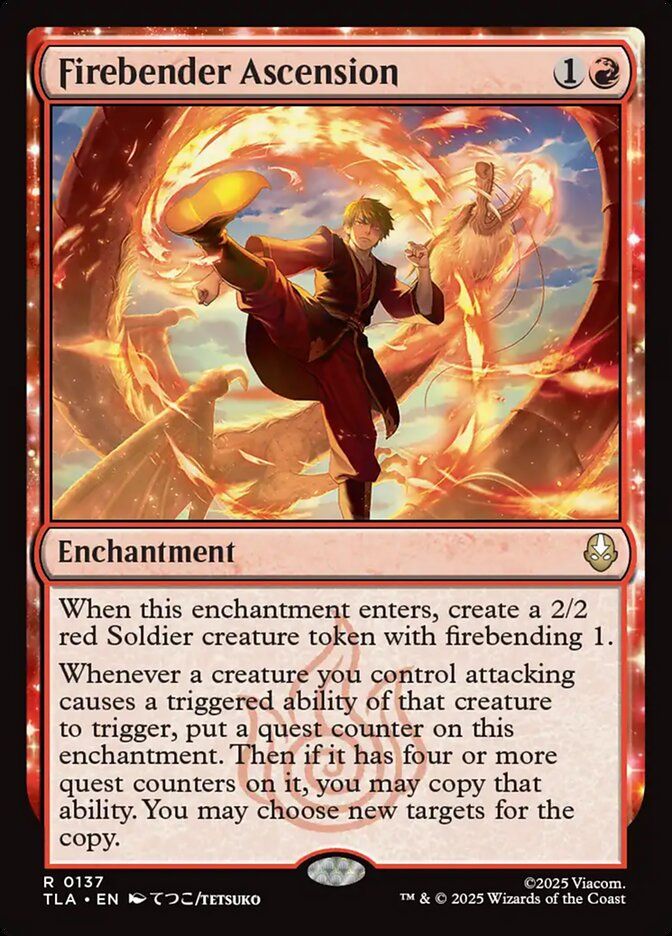 Firebender Ascension 1
Enchantment
When this enchantment enters, create a 2/2
red Soldier creature token with firebending 1.
Whenever a creature you control attacking
causes a triggered ability of that creature
to trigger, put a quest counter on this
enchantment. Then if it has four or more
quest counters on it, you may copy that
ability. You may choose new targets for the
copy.
R 0137
TLA • EN てつこ/TETSUKO
©2025 Viacom.
™ & © 2025 Wizards of the Coast